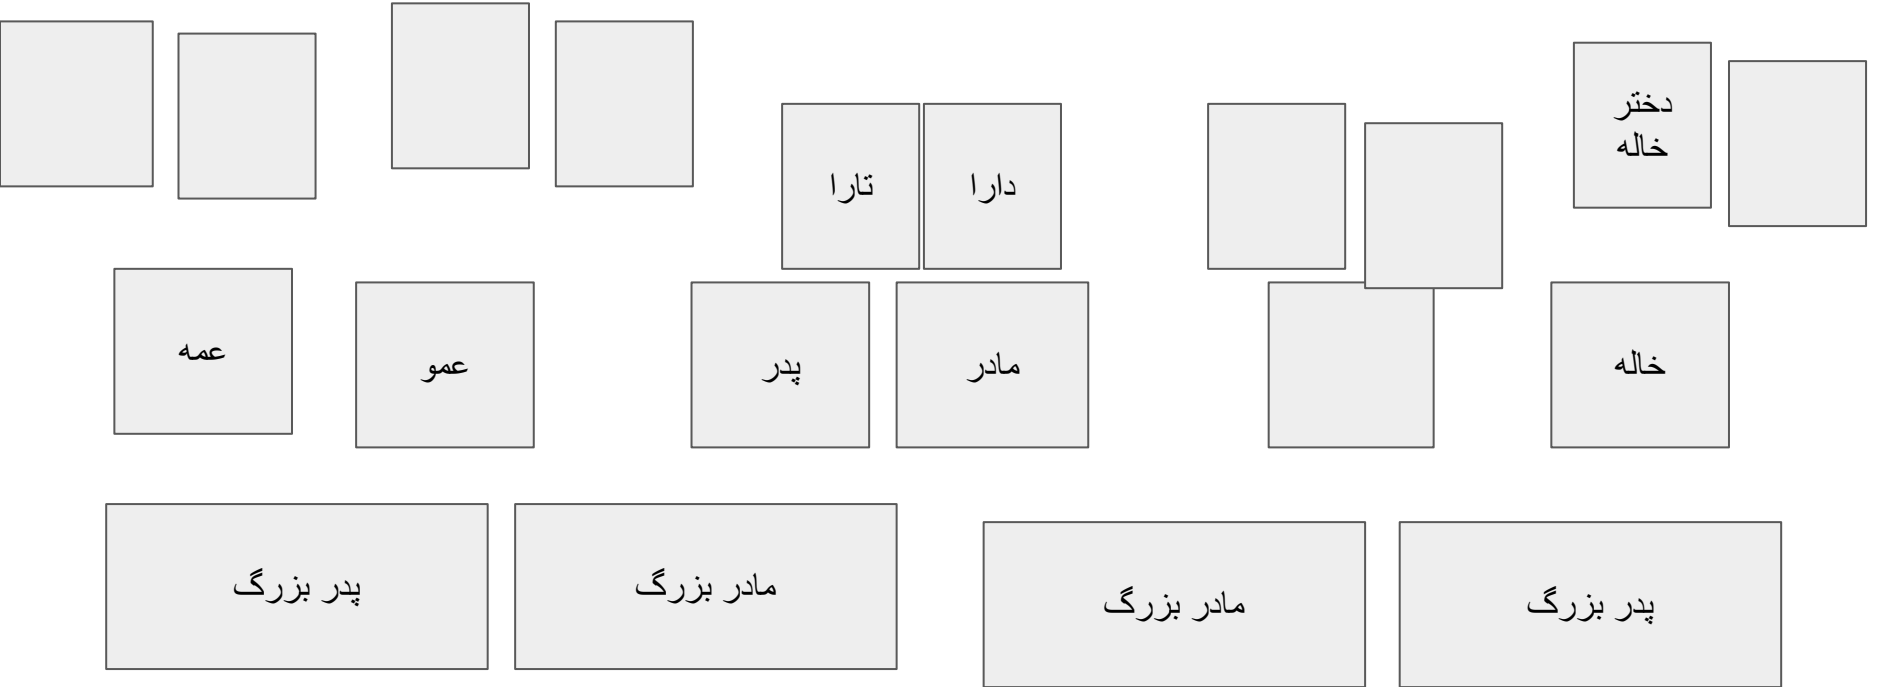 دختر
خاله
دارا
تارا
خاله
مادر
پدر
عمو
عمه
پدر بزرگ
مادر بزرگ
مادر بزرگ
پدر بزرگ